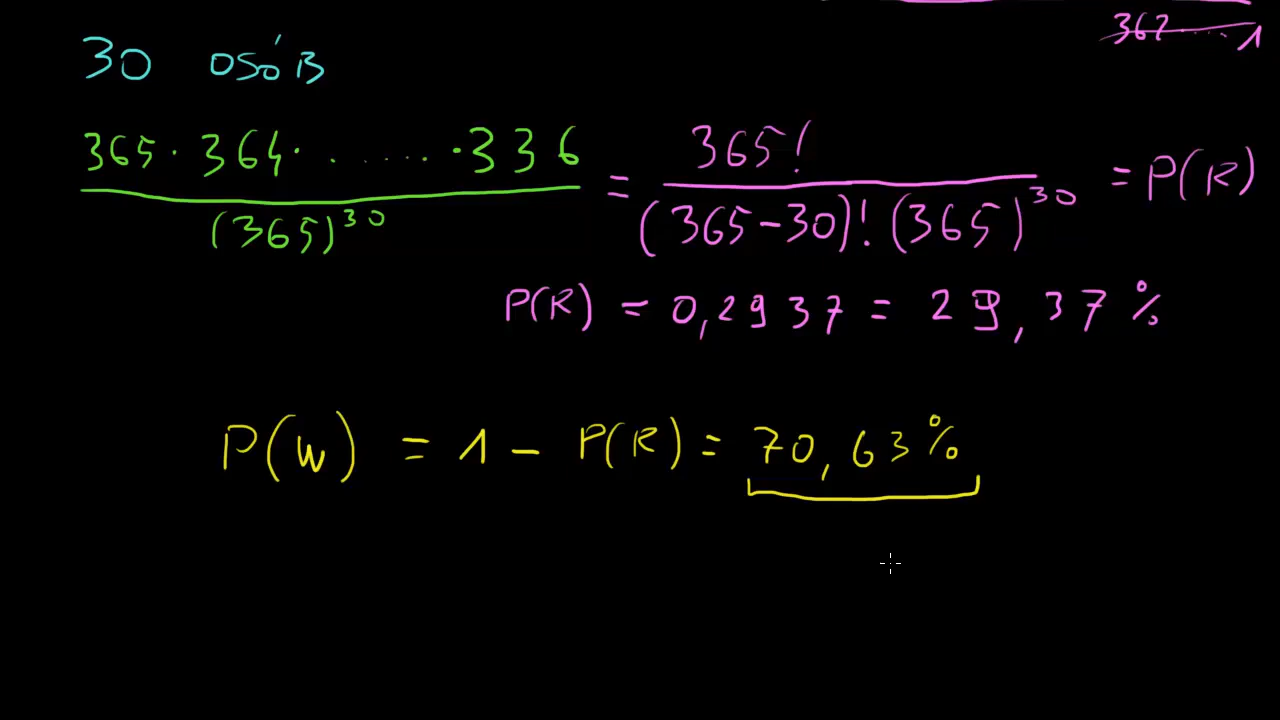 362 ..... 1
30 OSÓB
365 · 364 · ...... · 336 / (365)^30 = 365! / (365-30)! (365)^30 = P(R)
P(R) = 0,2937 = 29,37 %
P(W) = 1 - P(R) = 70,63%